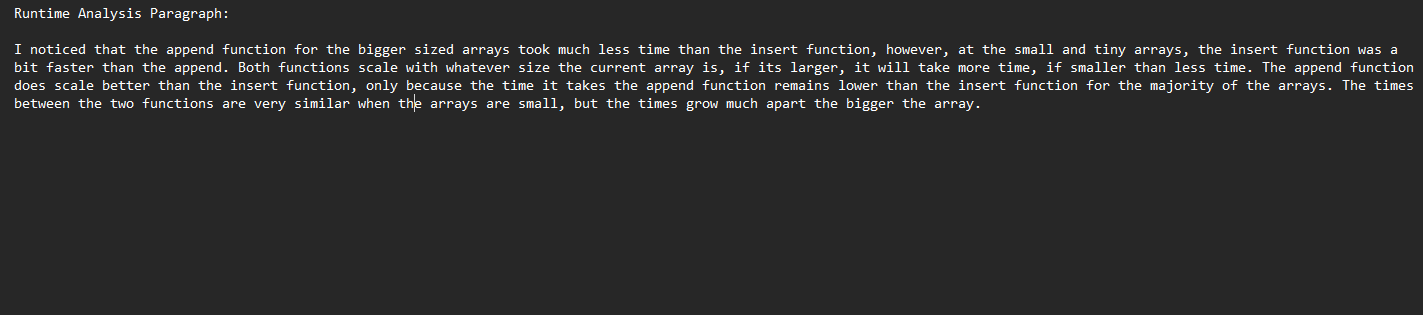 Runtime Analysis Paragraph:
I noticed that the append function for the bigger sized arrays took much less time than the insert function, however, at the small and tiny arrays, the insert function was a
bit faster than the append. Both functions scale with whatever size the current array is, if its larger, it will take more time, if smaller than less time. The append function
does scale better than the insert function, only because the time it takes the append function remains lower than the insert function for the majority of the arrays. The times
between the two functions are very similar when the arrays are small, but the times grow much apart the bigger the array.